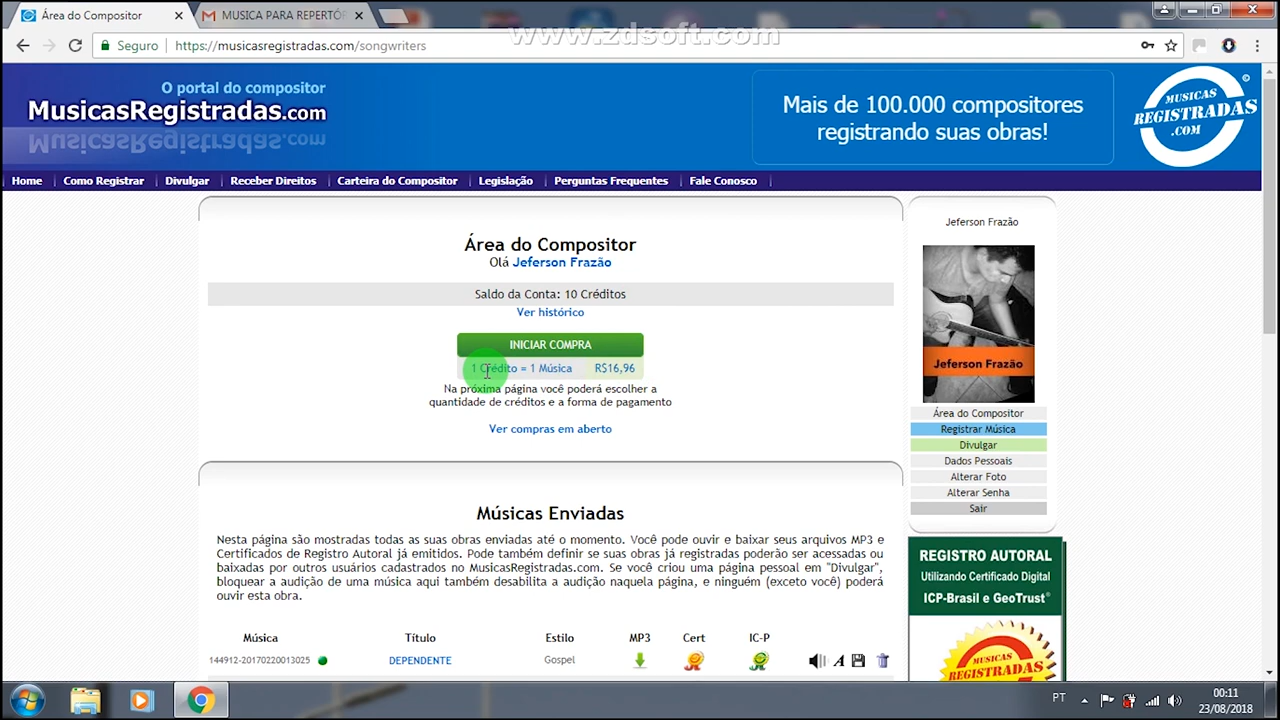 Área do Compositor
MUSICA PARA REPERTÓR
www.zdsoft.com
Seguro
https://musicasregistradas.com/songwriters
O portal do compositor
MusicasRegistradas.com
MusicasRegistradas.com
Mais de 100.000 compositores
registrando suas obras!
MUSICAS
REGISTRADAS
.COM
Home
Como Registrar
Divulgar
Receber Direitos
Carteira do Compositor
Legislação
Perguntas Frequentes
Fale Conosco
Área do Compositor
Olá Jeferson Frazão
Saldo da Conta: 10 Créditos
Ver histórico
INICIAR COMPRA
1 Crédito = 1 Música R$16,96
Na próxima página você poderá escolher a
quantidade de créditos e a forma de pagamento
Ver compras em aberto
Jeferson Frazão
Jeferson Frazão
Área do Compositor
Registrar Música
Divulgar
Dados Pessoais
Alterar Foto
Alterar Senha
Sair
Músicas Enviadas
Nesta página são mostradas todas as suas obras enviadas até o momento. Você pode ouvir e baixar seus arquivos MP3 e
Certificados de Registro Autoral já emitidos. Pode também definir se suas obras já registradas poderão ser acessadas ou
baixadas por outros usuários cadastrados no MusicasRegistradas.com. Se você criou uma página pessoal em "Divulgar",
bloquear a audição de uma música aqui também desabilita a audição naquela página, e ninguém (exceto você) poderá
ouvir esta obra.
Música Título Estilo MP3 Cert IC-P
144912-20170220013025 DEPENDENTE Gospel A
REGISTRO AUTORAL
Utilizando Certificado Digital
ICP-Brasil e GeoTrust
MUSICAS
REGISTRADAS
PT
00:11
23/08/2018